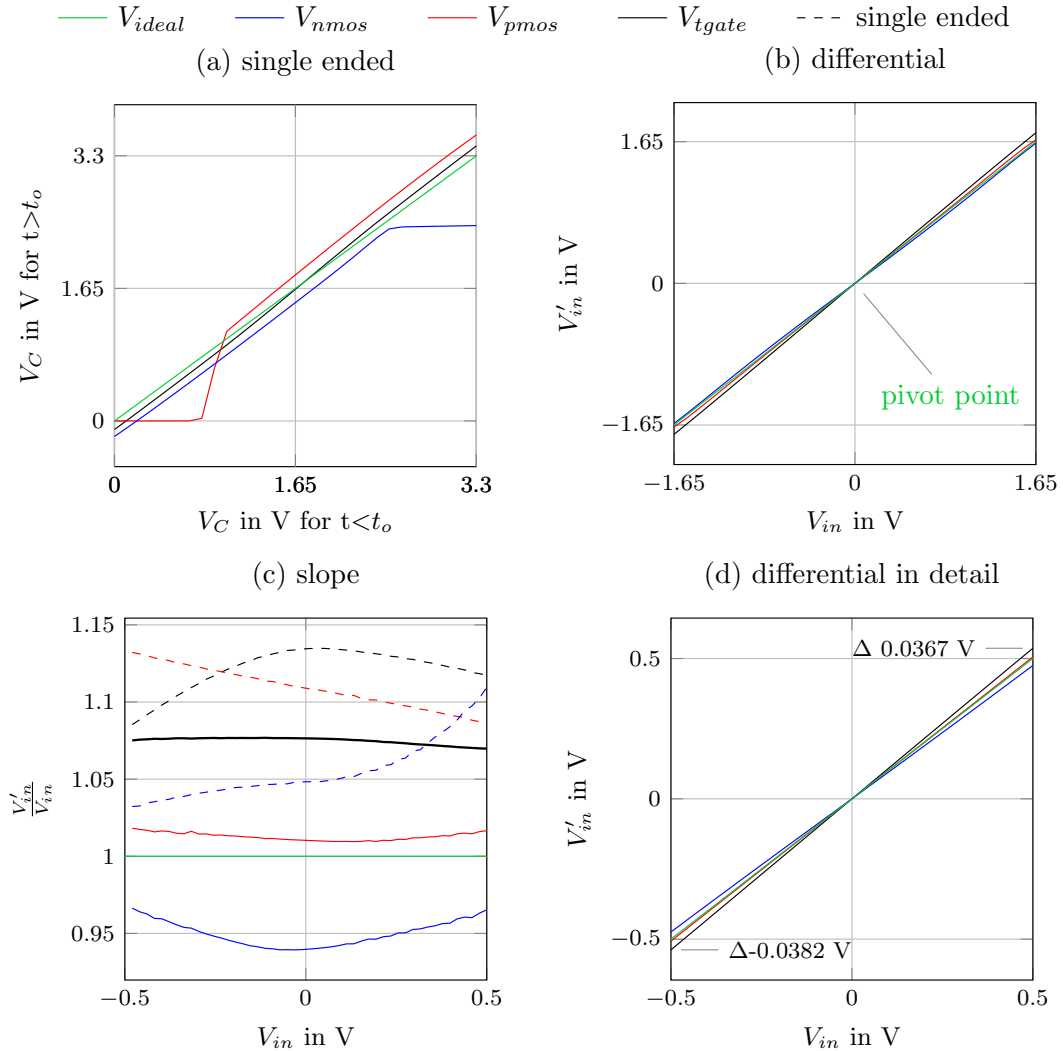 V_ideal V_nmos V_pmos V_tgate single ended
(a) single ended
3.3
1.65
0
0 1.65 3.3
V_C in V for t>t_o
V_C in V for t<t_o
(b) differential
1.65
0
−1.65
−1.65 0 1.65
V'_in in V
V_in in V
pivot point
(c) slope
1.15
1.1
1.05
1
0.95
−0.5 0 0.5
V'_in/V_in
V_in in V
(d) differential in detail
0.5
0
−0.5
−0.5 0 0.5
V'_in in V
V_in in V
Δ 0.0367 V
Δ-0.0382 V